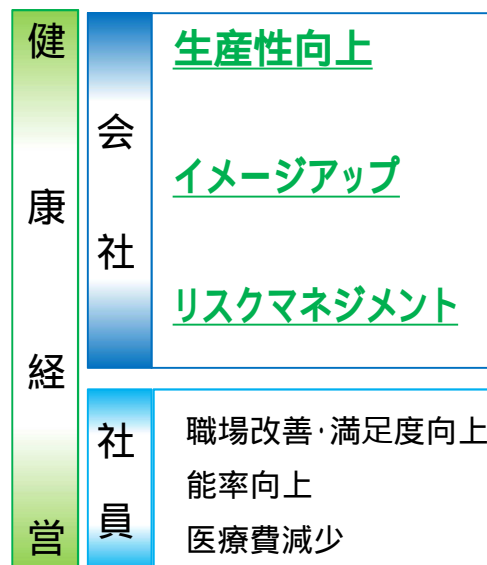 健康経営
会社
生産性向上
イメージアップ
リスクマネジメント
社員
職場改善・満足度向上
能率向上
医療費減少